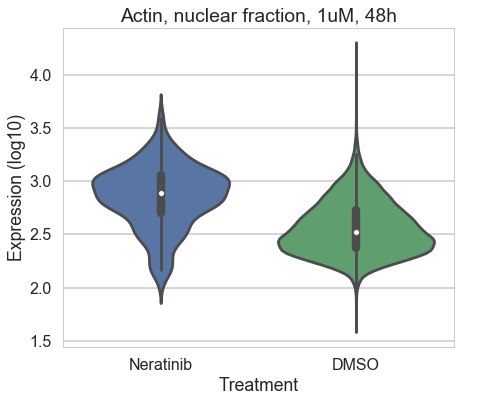 Actin, nuclear fraction, 1uM, 48h
Expression (log10)
4.0
3.5
3.0
2.5
2.0
1.5
Neratinib DMSO
Treatment